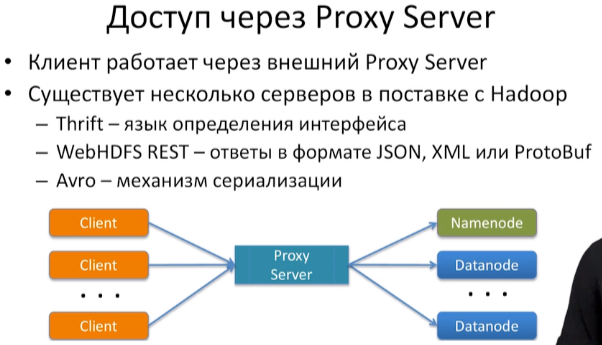 Доступ через Proxy Server
• Клиент работает через внешний Proxy Server
• Существует несколько серверов в поставке с Hadoop
– Thrift – язык определения интерфейса
– WebHDFS REST – ответы в формате JSON, XML или ProtoBuf
– Avro – механизм сериализации
Client
Namenode
Client
Proxy
Server
Datanode
. . .
. . .
Client
Datanode